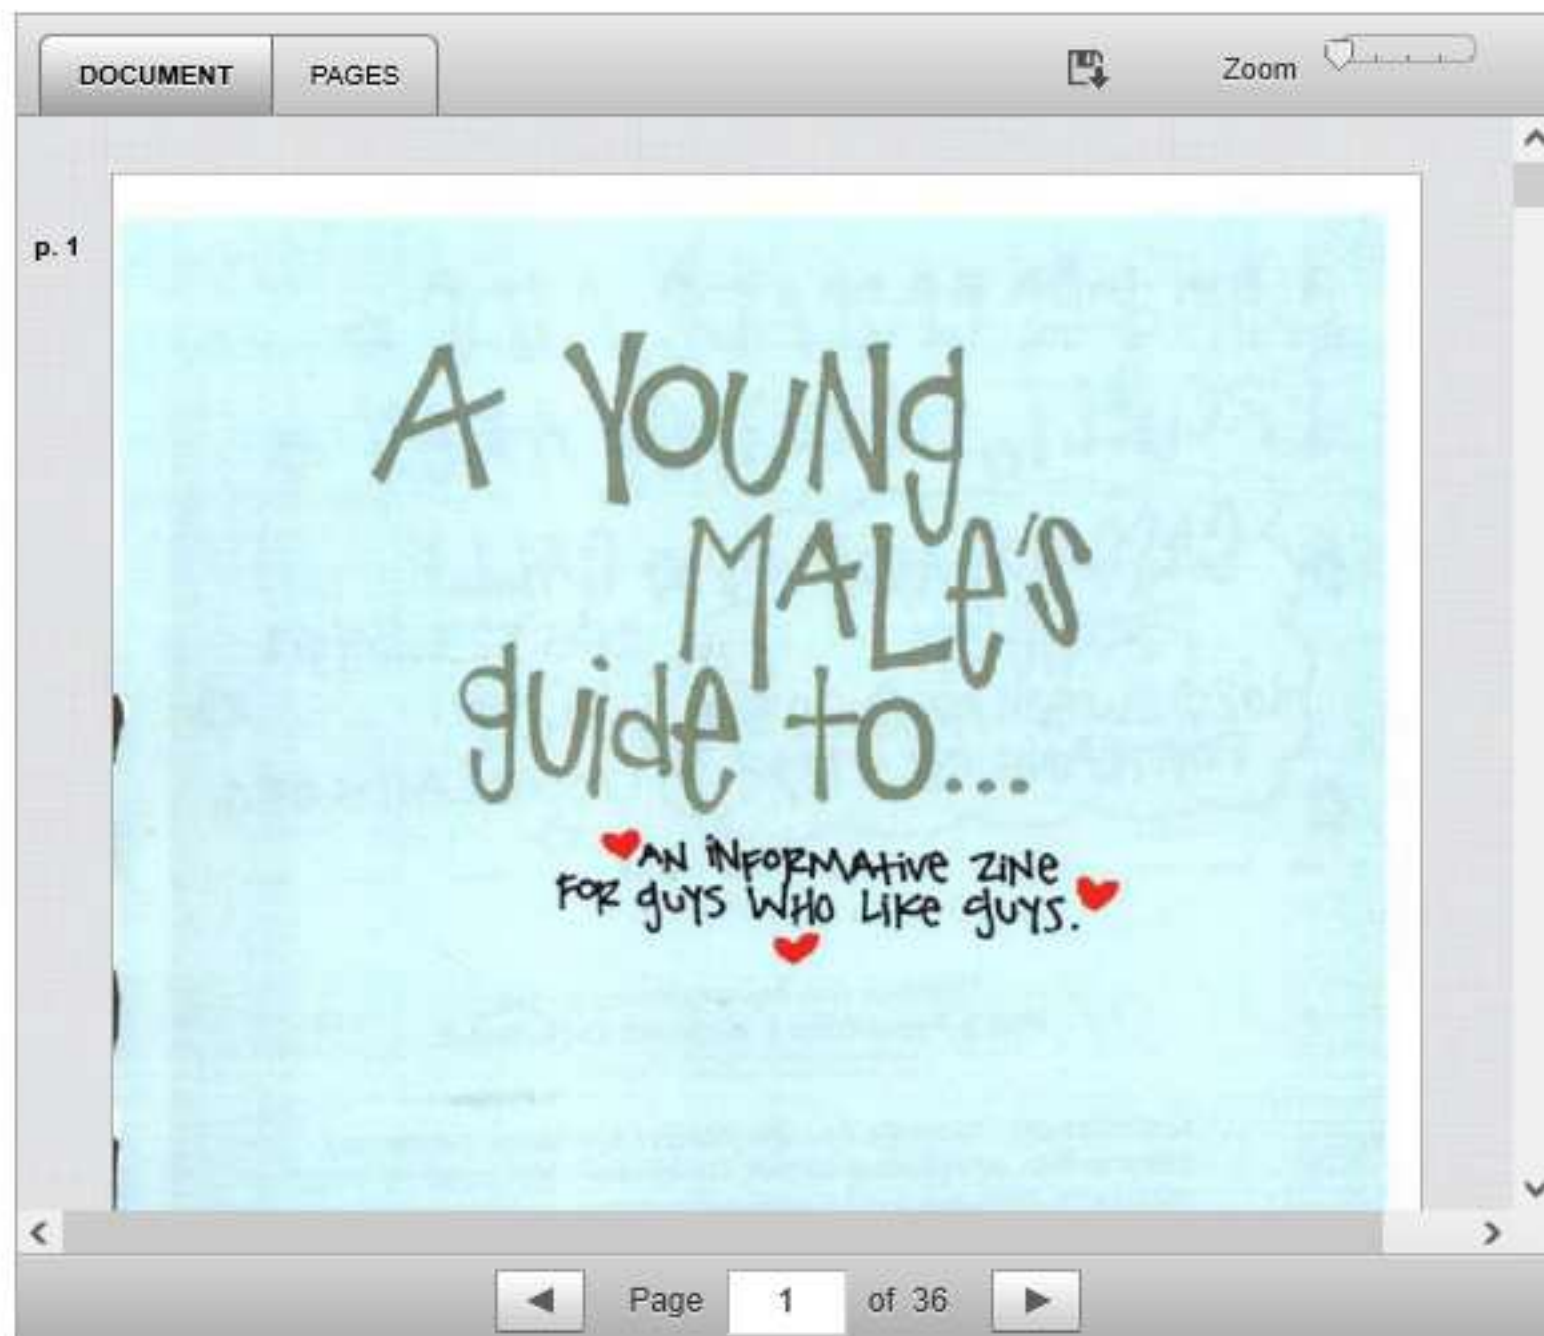 DOCUMENT PAGES Zoom
p. 1
A YOUNg
MALe's
guide to...
AN iNFORMAtive ZiNe
FOR guys WHO Like guys.
Page 1 of 36